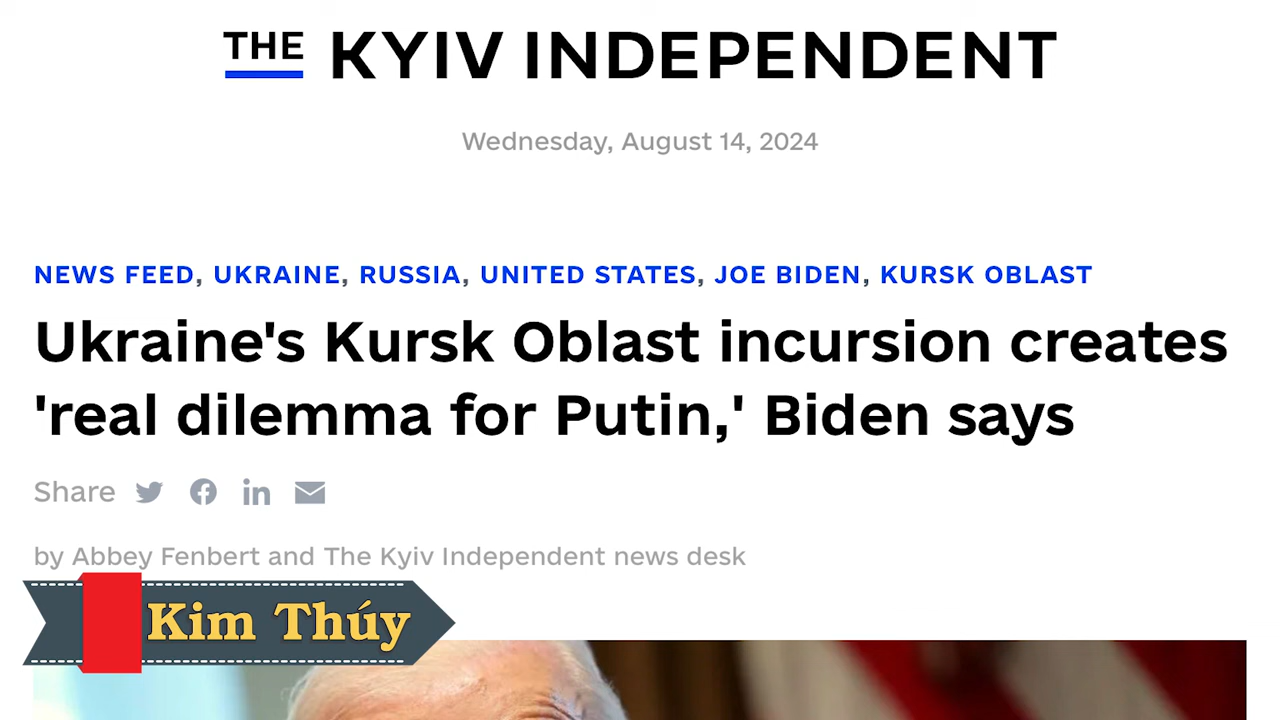 THE KYIV INDEPENDENT
Wednesday, August 14, 2024
NEWS FEED, UKRAINE, RUSSIA, UNITED STATES, JOE BIDEN, KURSK OBLAST
Ukraine's Kursk Oblast incursion creates
'real dilemma for Putin,' Biden says
Share
by Abbey Fenbert and The Kyiv Independent news desk
Kim Thúy